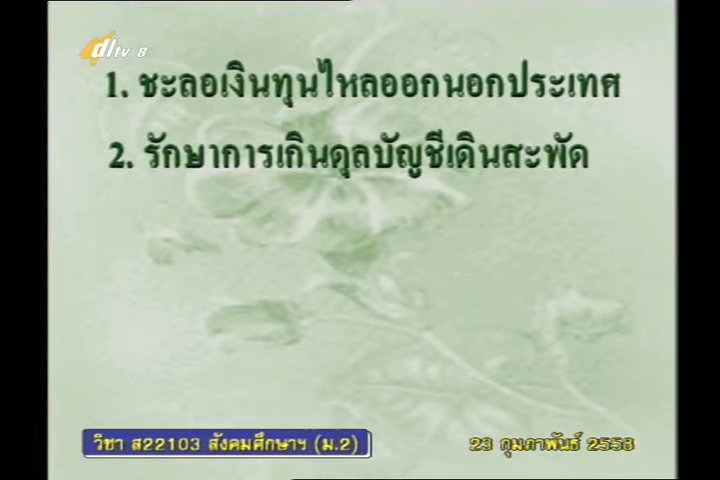 dltv 8
1. ชะลอเงินทุนไหลออกนอกประเทศ
2. รักษาการเกินดุลบัญชีเดินสะพัด
วิชา ส22103 สังคมศึกษาฯ (ม.2)
23 กุมภาพันธ์ 2558